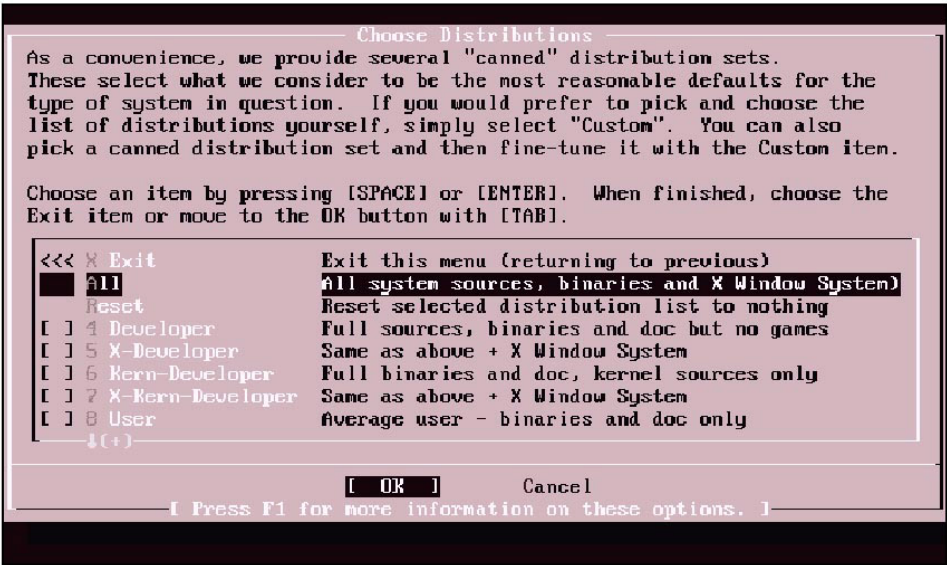 Choose Distributions
As a convenience, we provide several "canned" distribution sets.
These select what we consider to be the most reasonable defaults for the
type of system in question.  If you would prefer to pick and choose the
list of distributions yourself, simply select "Custom".  You can also
pick a canned distribution set and then fine-tune it with the Custom item.
Choose an item by pressing [SPACE] or [ENTER].  When finished, choose the
Exit item or move to the OK button with [TAB].
<<< X Exit Exit this menu (returning to previous)
All All system sources, binaries and X Window System)
Reset Reset selected distribution list to nothing
[ ] 4 Developer Full sources, binaries and doc but no games
[ ] 5 X-Developer Same as above + X Window System
[ ] 6 Kern-Developer Full binaries and doc, kernel sources only
[ ] 7 X-Kern-Developer Same as above + X Window System
[ ] 8 User Average user - binaries and doc only
↓(+)
[ OK ] Cancel
[ Press F1 for more information on these options. ]